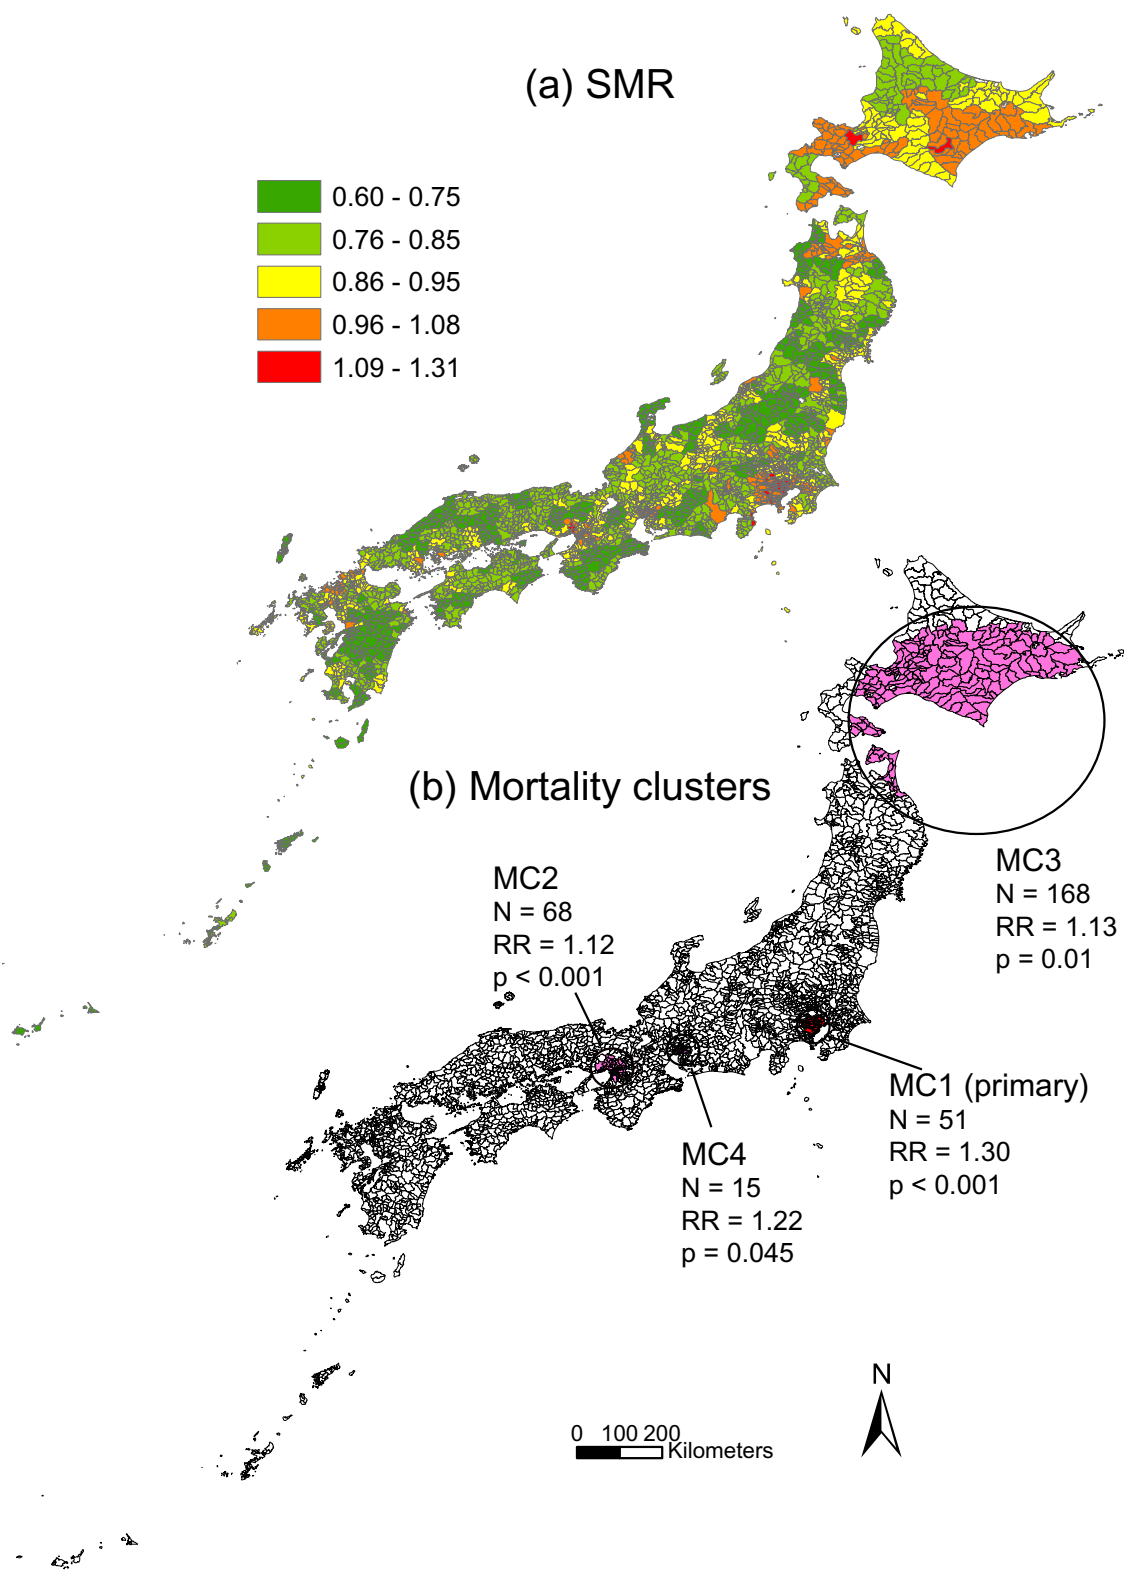 (a) SMR
0.60 - 0.75
0.76 - 0.85
0.86 - 0.95
0.96 - 1.08
1.09 - 1.31
(b) Mortality clusters
MC2
N = 68
RR = 1.12
p < 0.001
MC3
N = 168
RR = 1.13
p = 0.01
MC1 (primary)
N = 51
RR = 1.30
p < 0.001
MC4
N = 15
RR = 1.22
p = 0.045
N
0 100 200
Kilometers